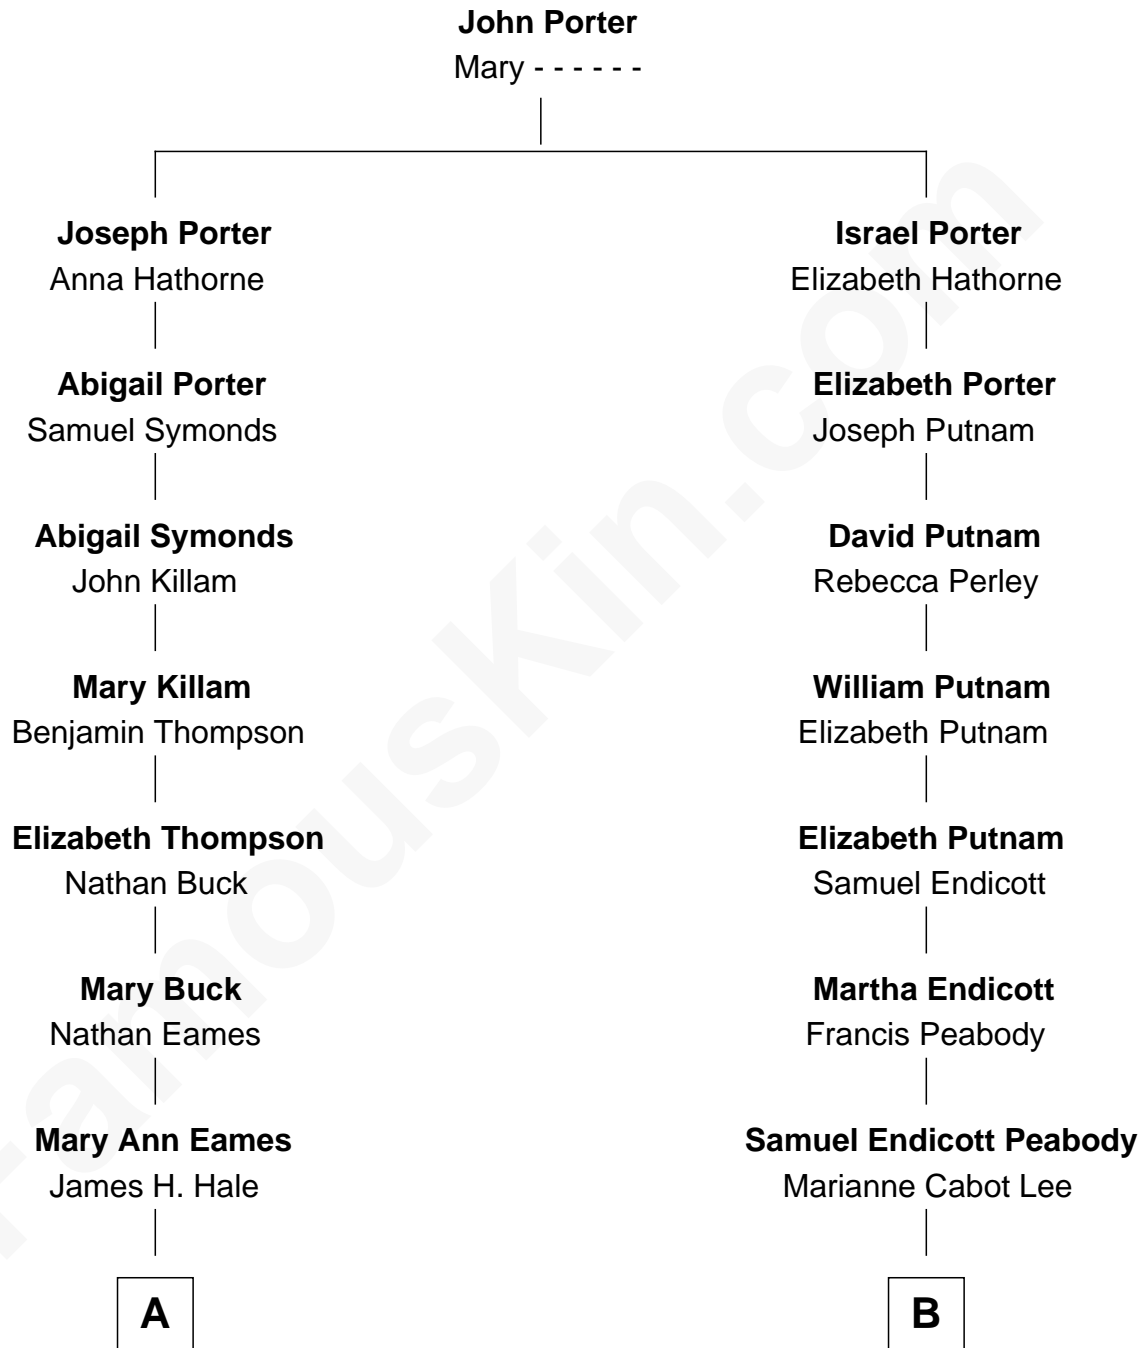 John Porter
Mary - - - - - -
Joseph Porter
Anna Hathorne
Israel Porter
Elizabeth Hathorne
Abigail Porter
Samuel Symonds
Elizabeth Porter
Joseph Putnam
Abigail Symonds
John Killam
David Putnam
Rebecca Perley
Mary Killam
Benjamin Thompson
William Putnam
Elizabeth Putnam
Elizabeth Thompson
Nathan Buck
Elizabeth Putnam
Samuel Endicott
Mary Buck
Nathan Eames
Martha Endicott
Francis Peabody
Mary Ann Eames
James H. Hale
Samuel Endicott Peabody
Marianne Cabot Lee
A
B
FamousKin.com